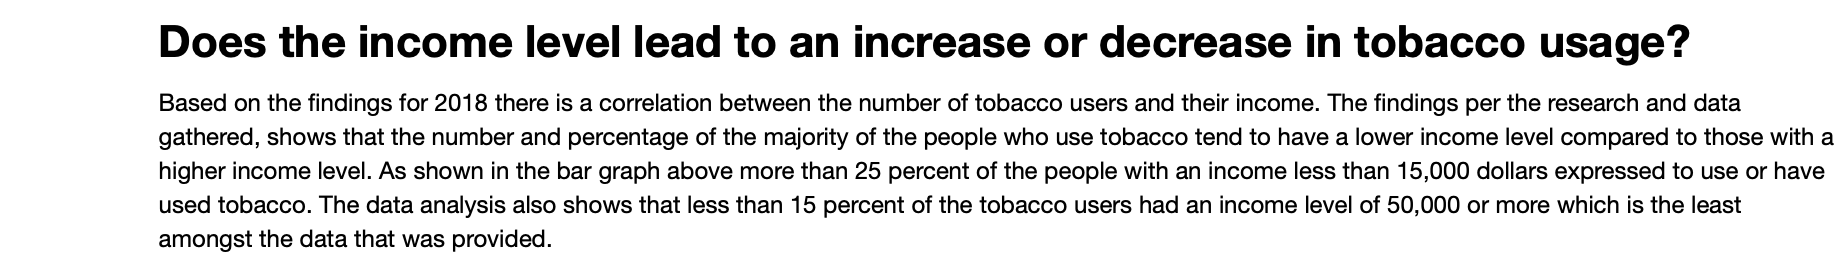 Does the income level lead to an increase or decrease in tobacco usage?
Based on the findings for 2018 there is a correlation between the number of tobacco users and their income. The findings per the research and data
gathered, shows that the number and percentage of the majority of the people who use tobacco tend to have a lower income level compared to those with a
higher income level. As shown in the bar graph above more than 25 percent of the people with an income less than 15,000 dollars expressed to use or have
used tobacco. The data analysis also shows that less than 15 percent of the tobacco users had an income level of 50,000 or more which is the least
amongst the data that was provided.